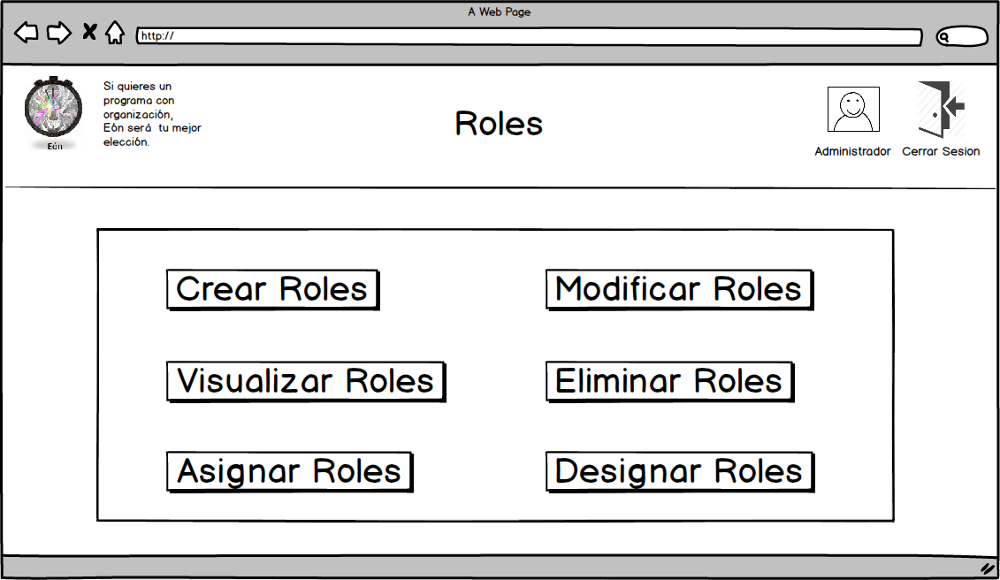 A Web Page
http://
Si quieres un
programa con
organización,
Eón será tu mejor
elección.
Eón
Roles
Administrador
Cerrar Sesion
Crear Roles
Modificar Roles
Visualizar Roles
Eliminar Roles
Asignar Roles
Designar Roles